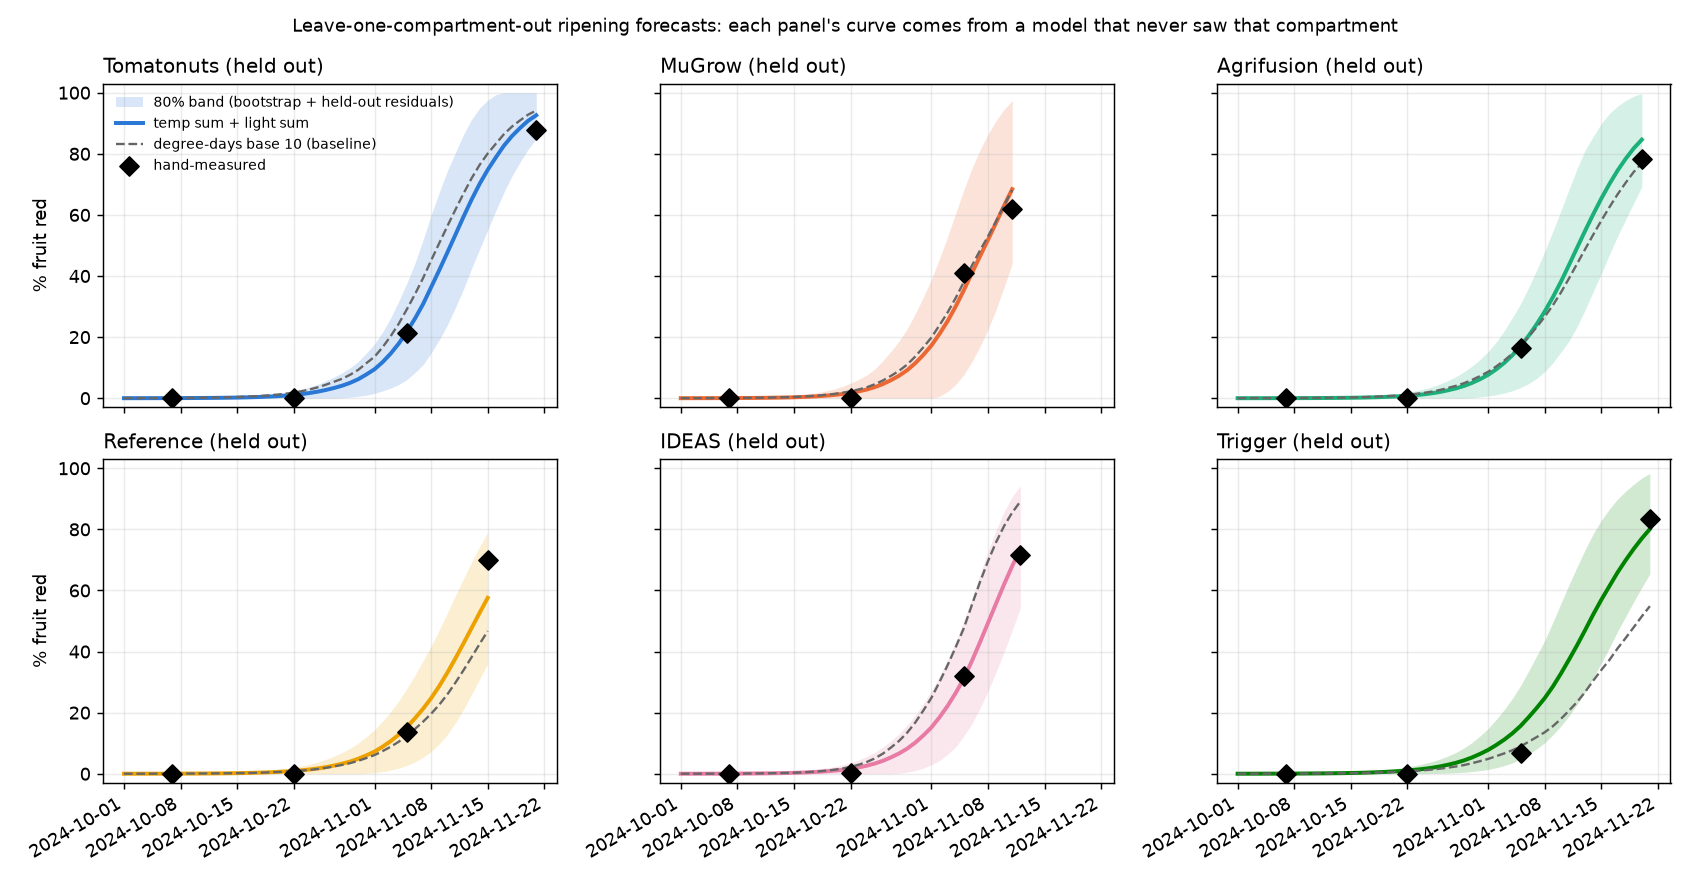 Leave-one-compartment-out ripening forecasts: each panel's curve comes from a model that never saw that compartment
Tomatonuts (held out)
MuGrow (held out)
Agrifusion (held out)
80% band (bootstrap + held-out residuals)
temp sum + light sum
degree-days base 10 (baseline)
hand-measured
% fruit red
100
80
60
40
20
0
Reference (held out)
IDEAS (held out)
Trigger (held out)
% fruit red
100
80
60
40
20
0
2024-10-01
2024-10-08
2024-10-15
2024-10-22
2024-11-01
2024-11-08
2024-11-15
2024-11-22
2024-10-01
2024-10-08
2024-10-15
2024-10-22
2024-11-01
2024-11-08
2024-11-15
2024-11-22
2024-10-01
2024-10-08
2024-10-15
2024-10-22
2024-11-01
2024-11-08
2024-11-15
2024-11-22